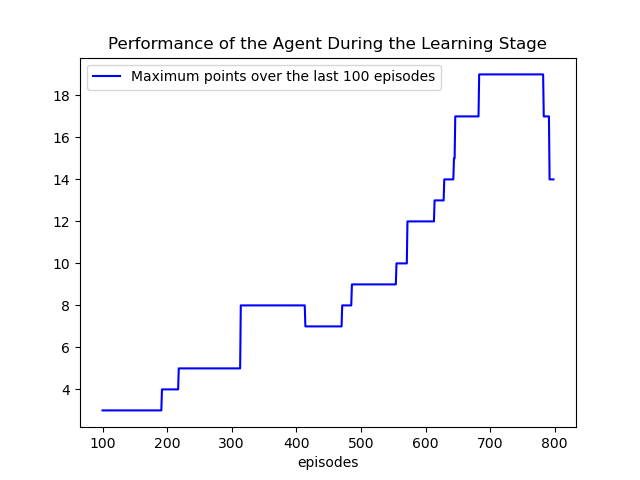 Performance of the Agent During the Learning Stage
Maximum points over the last 100 episodes
18
16
14
12
10
8
6
4
100 200 300 400 500 600 700 800
episodes